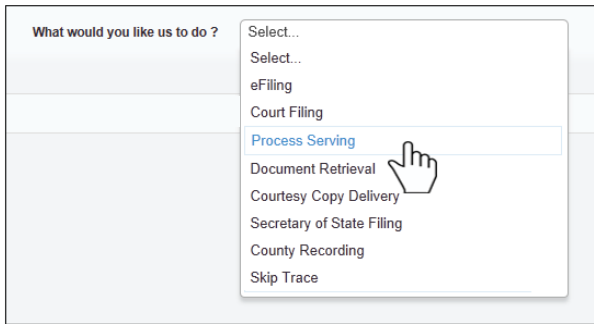 What would you like us to do ? Select...
Select...
eFiling
Court Filing
Process Serving
Document Retrieval
Courtesy Copy Delivery
Secretary of State Filing
County Recording
Skip Trace